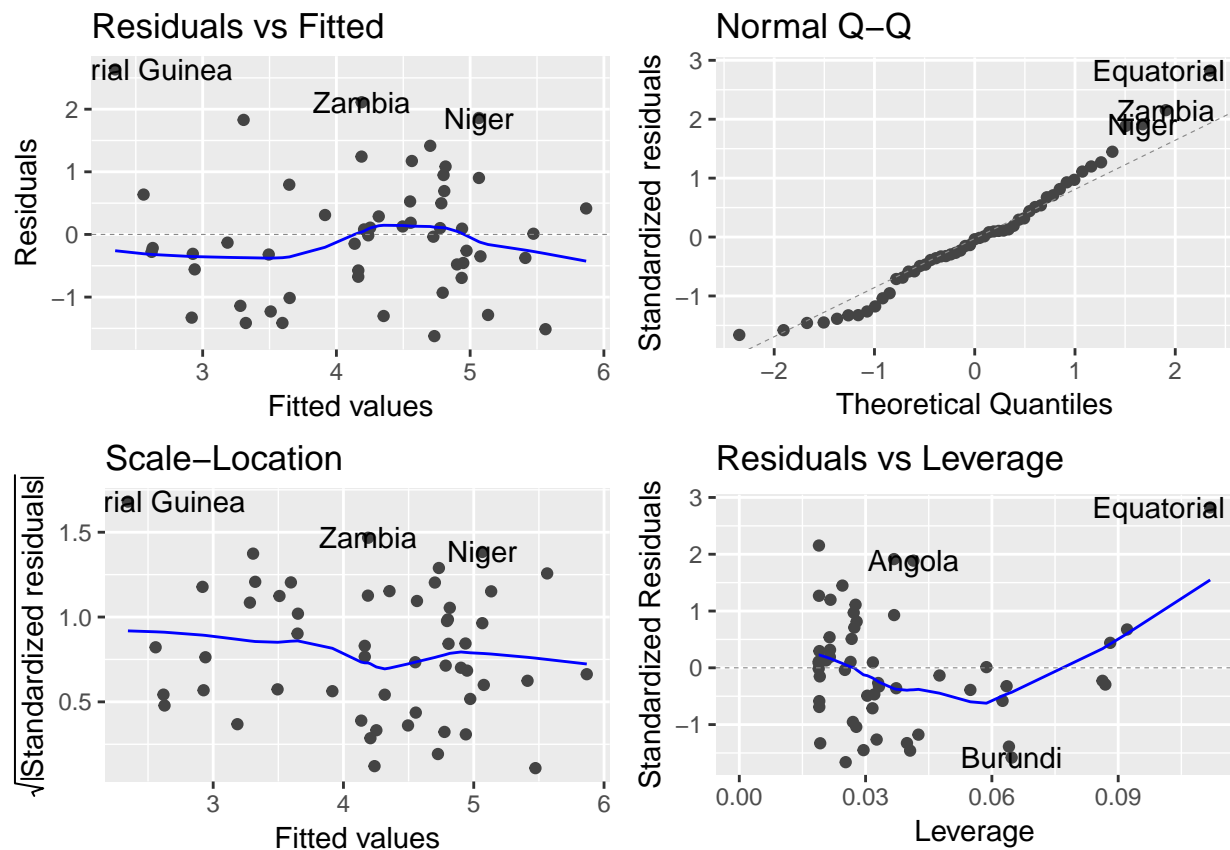 Residuals vs Fitted
rial Guinea
Zambia
Niger
2
1
0
−1
3
4
5
6
Residuals
Fitted values
Normal Q−Q
Equatorial
Zambia
Niger
3
2
1
0
−1
−2
−1
0
1
2
Standardized residuals
Theoretical Quantiles
Scale−Location
rial Guinea
Zambia
Niger
1.5
1.0
0.5
3
4
5
6
√|Standardized residuals|
Fitted values
Residuals vs Leverage
Equatorial
Angola
Burundi
3
2
1
0
−1
0.00
0.03
0.06
0.09
Standardized Residuals
Leverage